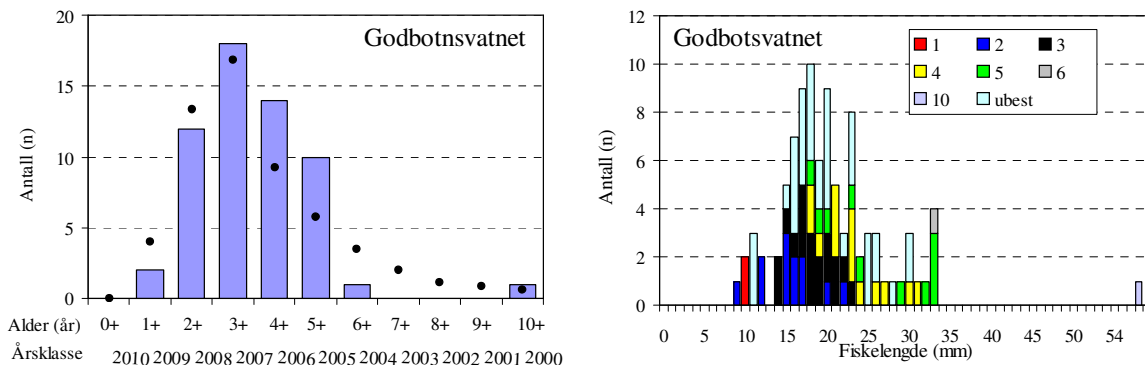 Godbotnsvatnet
Antall (n)
20
15
10
5
0
Alder (år) 0+ 1+ 2+ 3+ 4+ 5+ 6+ 7+ 8+ 9+ 10+
Årsklasse 2010 2009 2008 2007 2006 2005 2004 2003 2002 2001 2000
Godbotsvatnet
1 2 3
4 5 6
10 ubest
Antall (n)
12
10
8
6
4
2
0
0 5 10 15 20 25 30 35 40 45 50 54
Fiskelengde (mm)